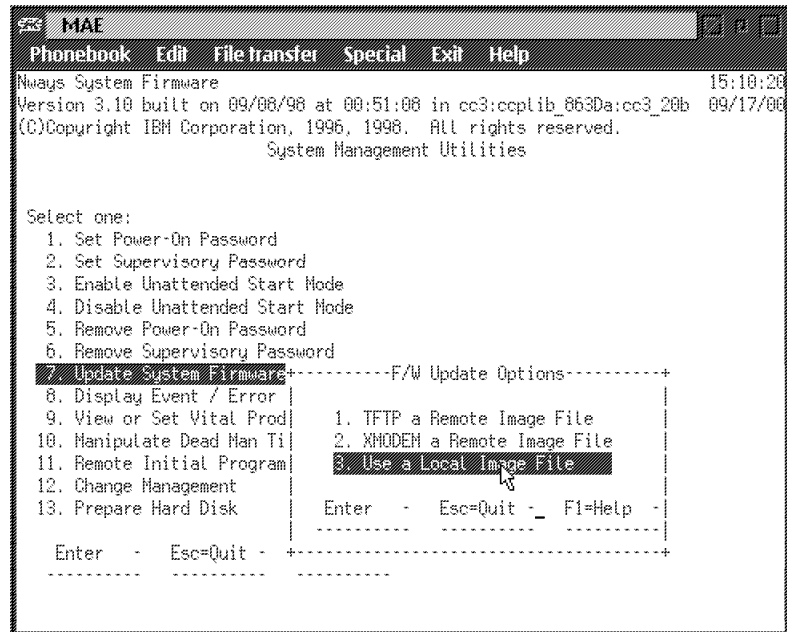 MAE
Phonebook Edit File transfer Special Exit Help
Nways System Firmware 15:10:20
Version 3.10 built on 09/08/98 at 00:51:08 in cc3:ccplib_863Da:cc3_20b 09/17/00
(C)Copyright IBM Corporation, 1996, 1998. All rights reserved.
System Management Utilities
Select one:
1. Set Power-On Password
2. Set Supervisory Password
3. Enable Unattended Start Mode
4. Disable Unattended Start Mode
5. Remove Power-On Password
6. Remove Supervisory Password
7. Update System Firmware+----------F/W Update Options----------+
8. Display Event / Error |
9. View or Set Vital Prod| 1. TFTP a Remote Image File |
10. Manipulate Dead Man Ti| 2. XMODEM a Remote Image File |
11. Remote Initial Program| 3. Use a Local Image File |
12. Change Management |
13. Prepare Hard Disk | Enter - Esc=Quit -_ F1=Help -|
Enter - Esc=Quit -